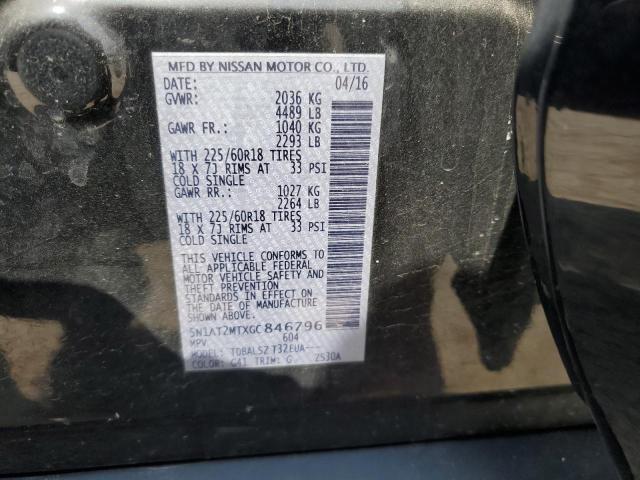 MFD BY NISSAN MOTOR CO., LTD.
DATE: 04/16
GVWR: 2036 KG
4489 LB
GAWR FR.: 1040 KG
2293 LB
WITH 225/60R18 TIRES
18 X 7J RIMS AT 33 PSI
COLD SINGLE
GAWR RR.: 1027 KG
2264 LB
WITH 225/60R18 TIRES
18 X 7J RIMS AT 33 PSI
COLD SINGLE
THIS VEHICLE CONFORMS TO
ALL APPLICABLE FEDERAL
MOTOR VEHICLE SAFETY AND
AND THEFT PREVENTION
STANDARDS IN EFFECT ON
THE DATE OF MANUFACTURE
SHOWN ABOVE.
5N1AT2MTXGC846796
MPV 604
MODEL: TDBALSZ T32EUA---
COLOR: G41 TRIM: G 2530A